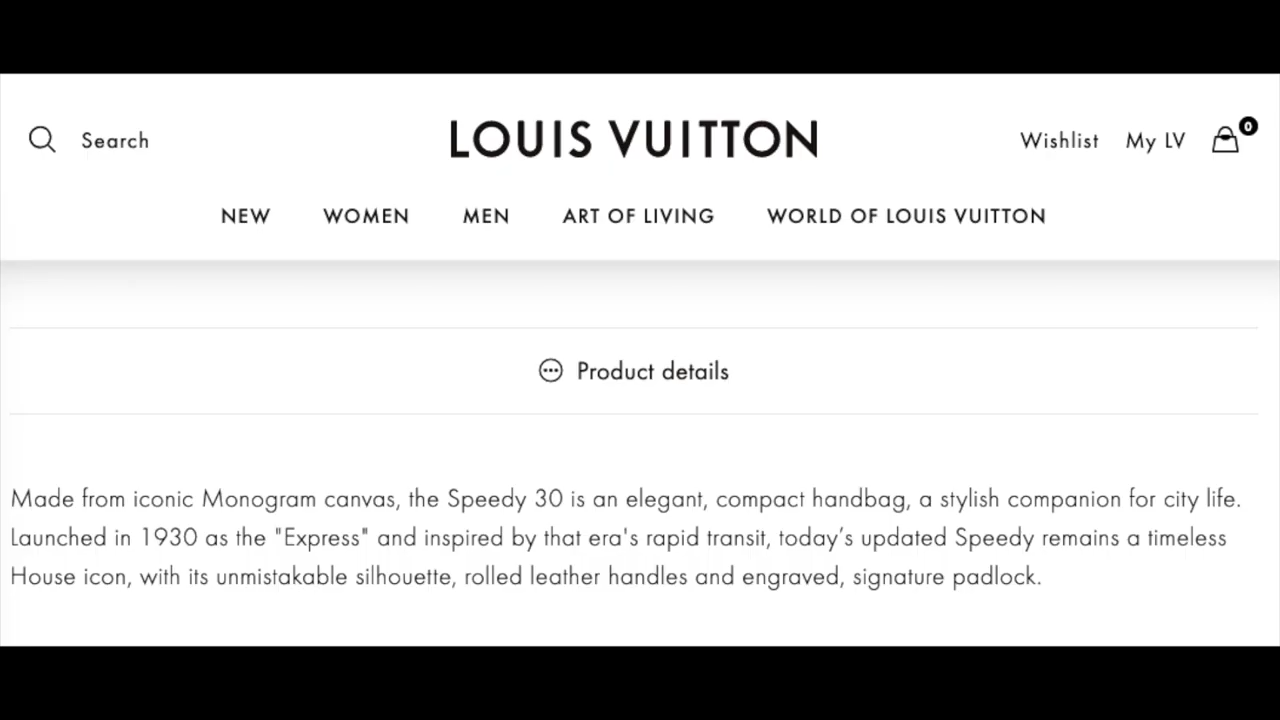 Search
LOUIS VUITTON
Wishlist My LV 0
NEW WOMEN MEN ART OF LIVING WORLD OF LOUIS VUITTON
Product details
Made from iconic Monogram canvas, the Speedy 30 is an elegant, compact handbag, a stylish companion for city life.
Launched in 1930 as the "Express" and inspired by that era's rapid transit, today’s updated Speedy remains a timeless
House icon, with its unmistakable silhouette, rolled leather handles and engraved, signature padlock.